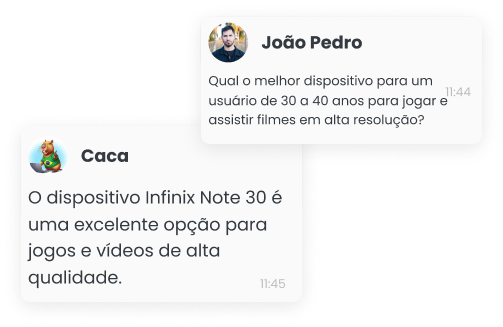 João Pedro
Qual o melhor dispositivo para um
usuário de 30 a 40 anos para jogar e
assistir filmes em alta resolução?
11:44
Caca
O dispositivo Infinix Note 30 é
uma excelente opção para
jogos e vídeos de alta
qualidade.
11:45